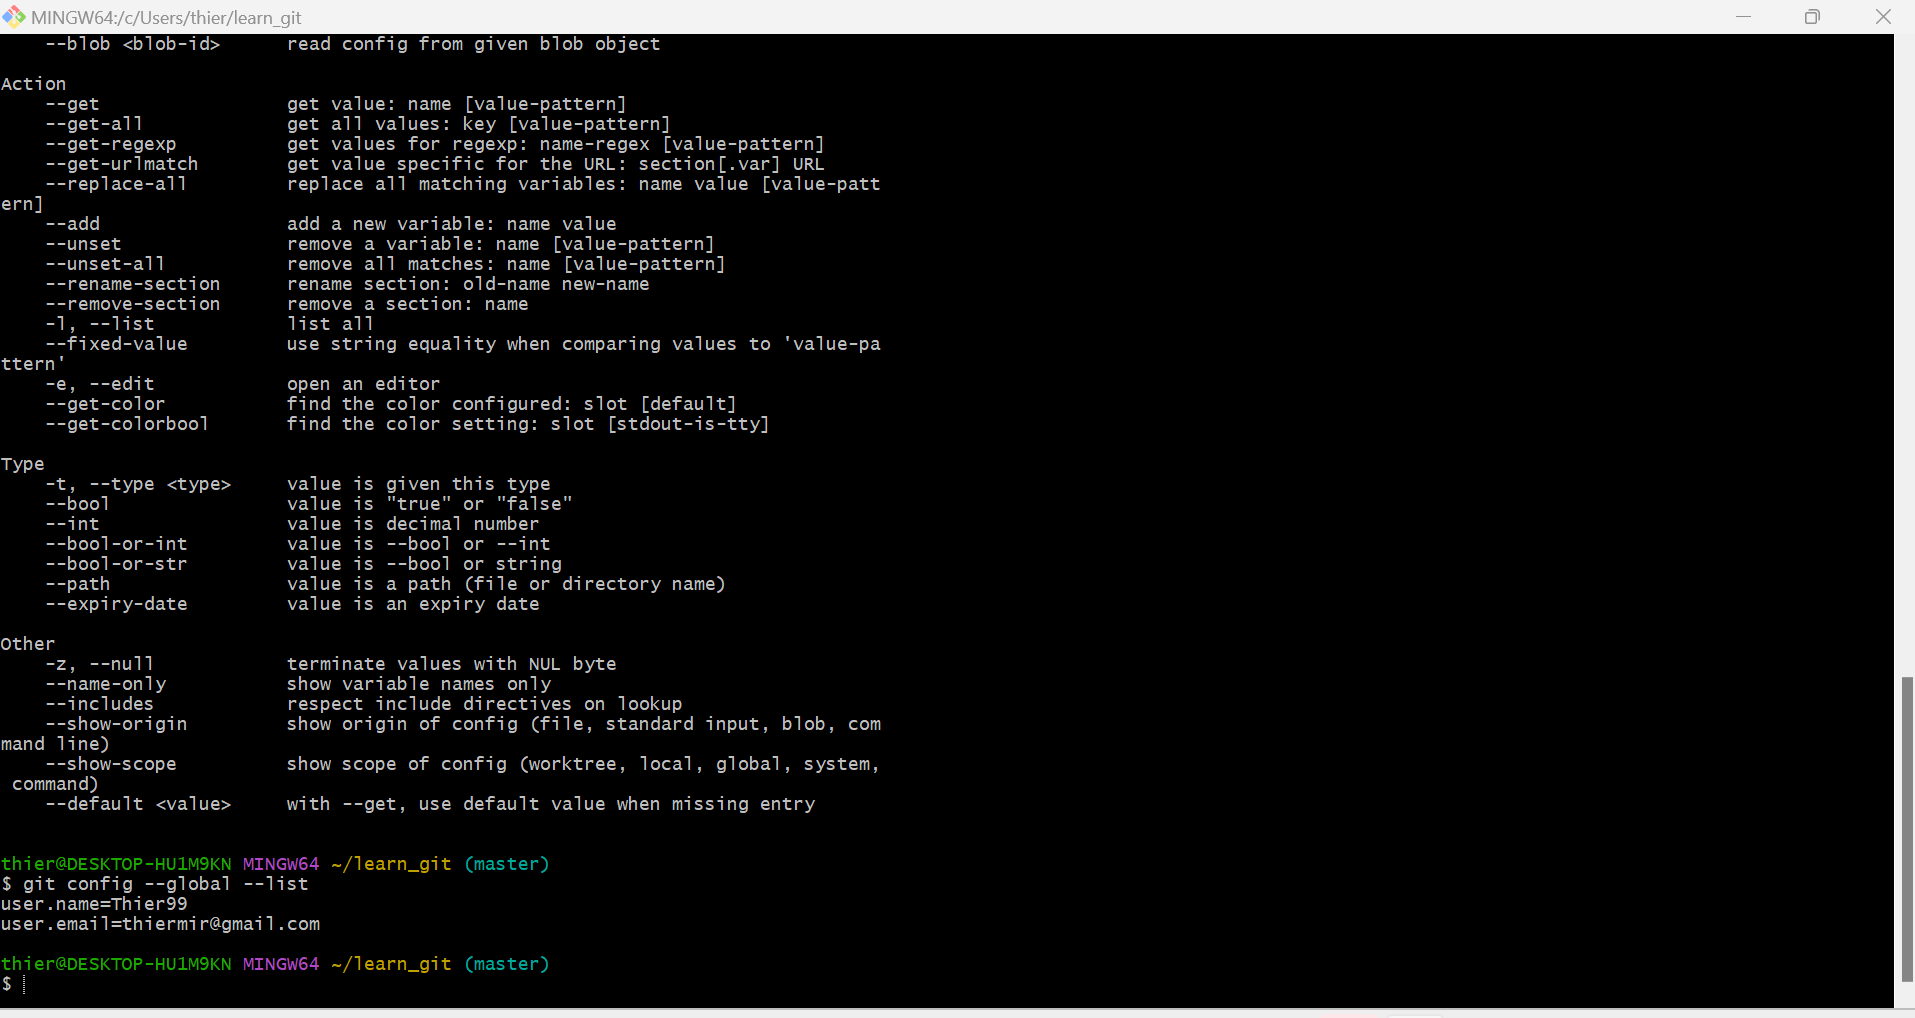 MINGW64:/c/Users/thier/learn_git
    --blob <blob-id>      read config from given blob object

Action
    --get                 get value: name [value-pattern]
    --get-all             get all values: key [value-pattern]
    --get-regexp          get values for regexp: name-regex [value-pattern]
    --get-urlmatch        get value specific for the URL: section[.var] URL
    --replace-all         replace all matching variables: name value [value-patt
ern]
    --add                 add a new variable: name value
    --unset               remove a variable: name [value-pattern]
    --unset-all           remove all matches: name [value-pattern]
    --rename-section      rename section: old-name new-name
    --remove-section      remove a section: name
    -l, --list            list all
    --fixed-value         use string equality when comparing values to 'value-pa
ttern'
    -e, --edit            open an editor
    --get-color           find the color configured: slot [default]
    --get-colorbool       find the color setting: slot [stdout-is-tty]

Type
    -t, --type <type>     value is given this type
    --bool                value is "true" or "false"
    --int                 value is decimal number
    --bool-or-int         value is --bool or --int
    --bool-or-str         value is --bool or string
    --path                value is a path (file or directory name)
    --expiry-date         value is an expiry date

Other
    -z, --null            terminate values with NUL byte
    --name-only           show variable names only
    --includes            respect include directives on lookup
    --show-origin         show origin of config (file, standard input, blob, com
mand line)
    --show-scope          show scope of config (worktree, local, global, system,
 command)
    --default <value>     with --get, use default value when missing entry

thier@DESKTOP-HU1M9KN MINGW64 ~/learn_git (master)
$ git config --global --list
user.name=Thier99
user.email=thiermir@gmail.com

thier@DESKTOP-HU1M9KN MINGW64 ~/learn_git (master)
$